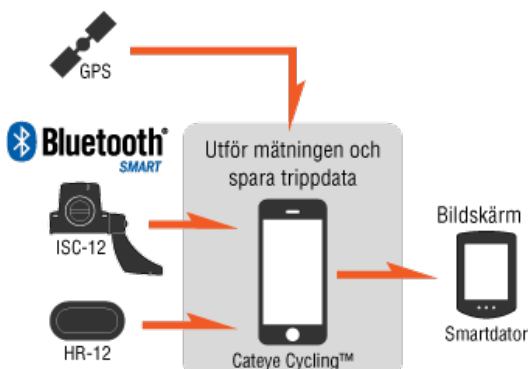 GPS
Bluetooth®
SMART
Utför mätningen och
spara trippdata
ISC-12
Bildskärm
HR-12
Smartdator
Cateye Cycling™